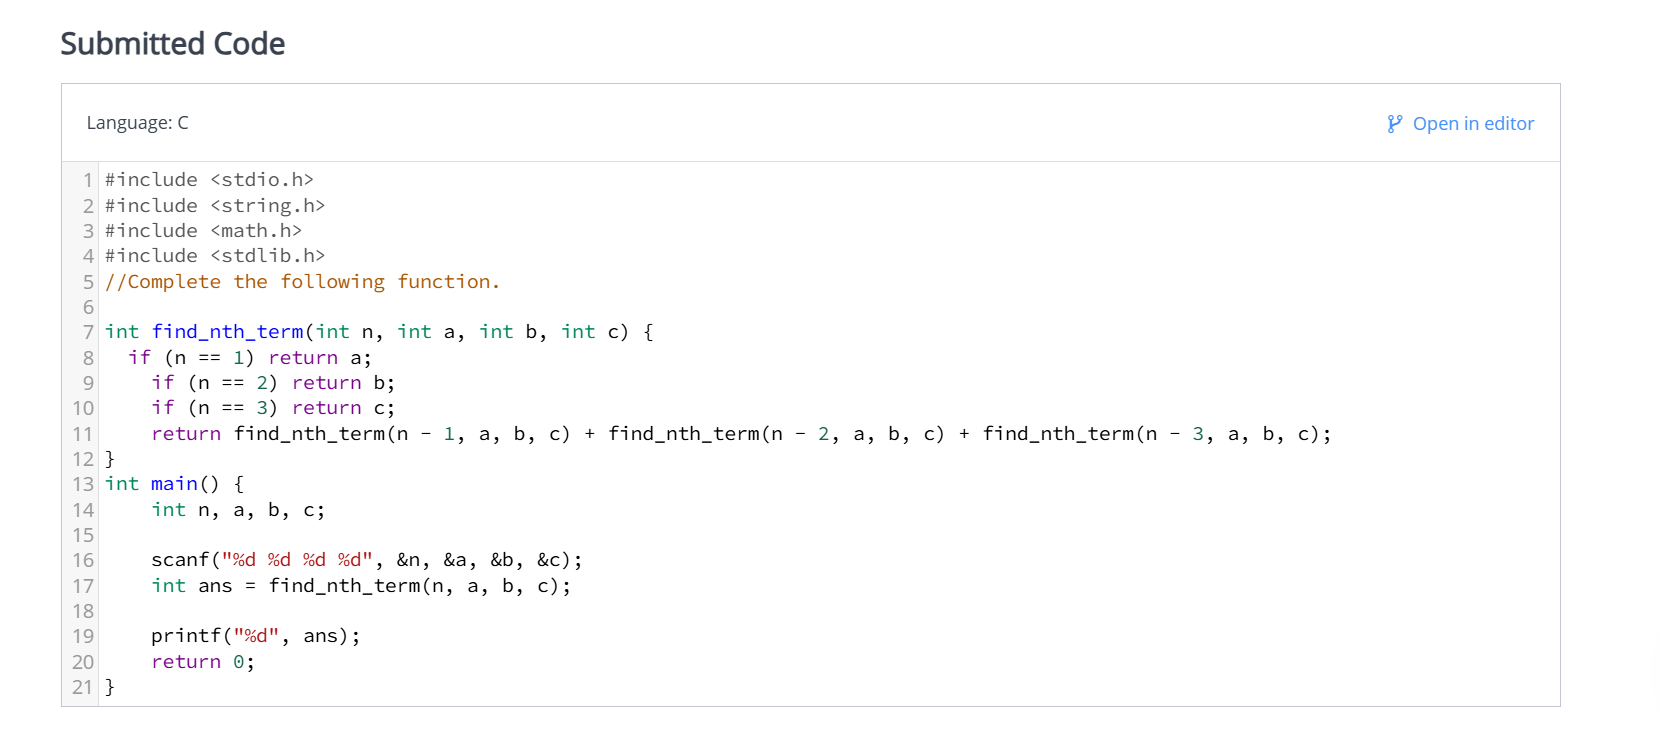 Submitted Code
Language: C
Open in editor
1 #include <stdio.h>
2 #include <string.h>
3 #include <math.h>
4 #include <stdlib.h>
5 //Complete the following function.
6
7 int find_nth_term(int n, int a, int b, int c) {
8   if (n == 1) return a;
9     if (n == 2) return b;
10     if (n == 3) return c;
11     return find_nth_term(n - 1, a, b, c) + find_nth_term(n - 2, a, b, c) + find_nth_term(n - 3, a, b, c);
12 }
13 int main() {
14     int n, a, b, c;
15
16     scanf("%d %d %d %d", &n, &a, &b, &c);
17     int ans = find_nth_term(n, a, b, c);
18
19     printf("%d", ans);
20     return 0;
21 }